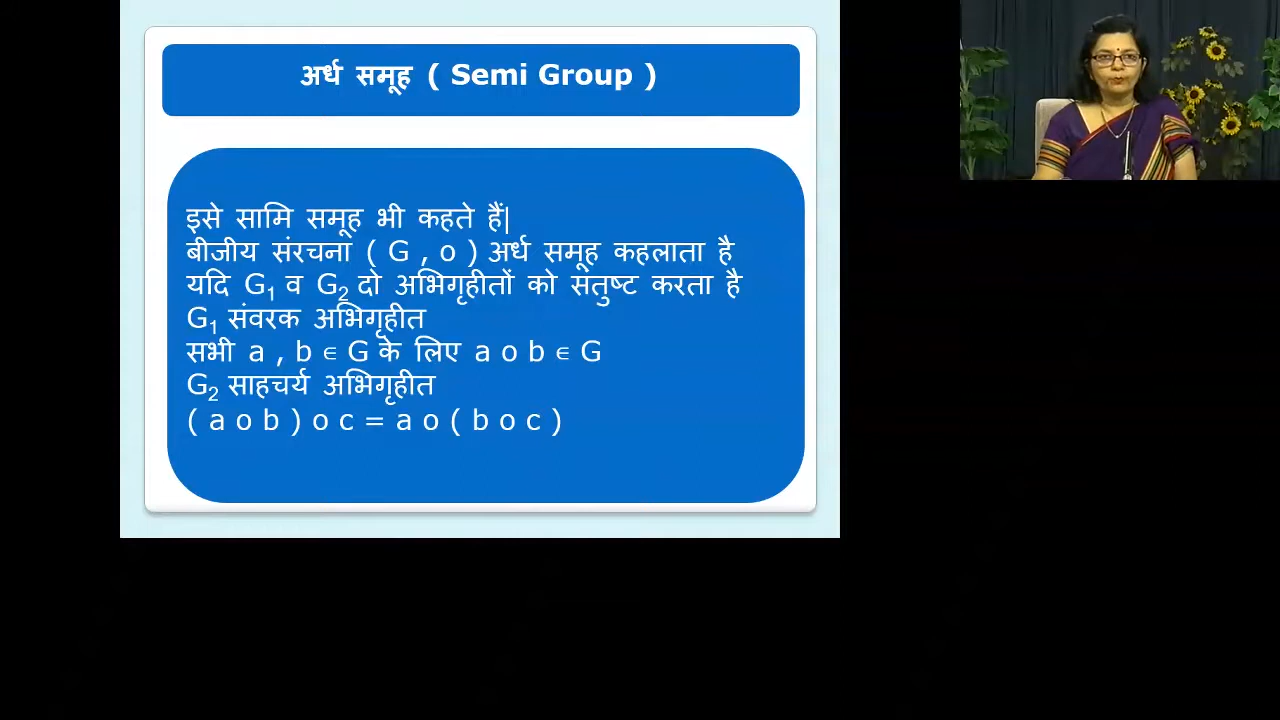 अर्ध समूह ( Semi Group )
इसे सामि समूह भी कहते हैं|
बीजीय संरचना ( G , o ) अर्ध समूह कहलाता है
यदि G₁ व G₂ दो अभिगृहीतों को संतुष्ट करता है
G₁ संवरक अभिगृहीत
सभी a , b ∈ G के लिए a o b ∈ G
G₂ साहचर्य अभिगृहीत
( a o b ) o c = a o ( b o c )